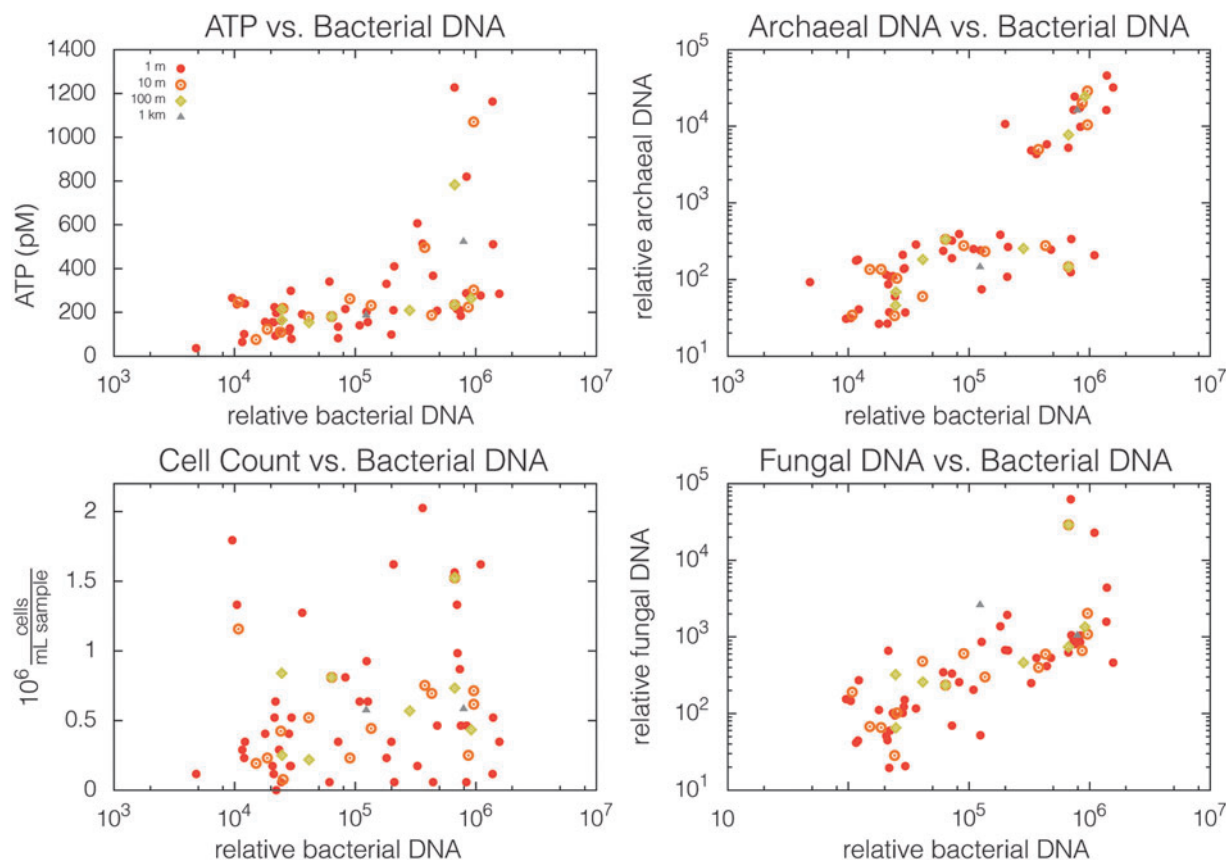 ATP vs. Bacterial DNA
1400
1200
1000
800
600
400
200
0
ATP (pM)
1 m
10 m
100 m
1 km
10³
10⁴
10⁵
10⁶
10⁷
relative bacterial DNA
Archaeal DNA vs. Bacterial DNA
10⁵
10⁴
10³
10²
10¹
relative archaeal DNA
10
10⁴
10⁵
10⁶
10⁷
relative bacterial DNA
Cell Count vs. Bacterial DNA
2
1.5
1
0.5
0
10⁶ cells
mL sample
10³
10⁴
10⁵
10⁶
10⁷
relative bacterial DNA
Fungal DNA vs. Bacterial DNA
10⁵
10⁴
10³
10²
10¹
relative fungal DNA
10
10⁵
10⁶
10⁷
relative bacterial DNA